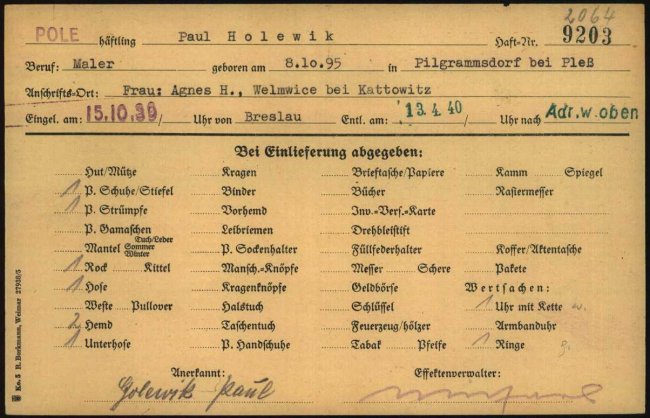 2064
POLE häftling Paul Holewik Haft-Nr. 9203
Beruf: Maler geboren am 8.10.95 in Pilgrammsdorf bei Pleß
Anschrifts-Ort: Frau: Agnes H., Welmwice bei Kattowitz
Eingel. am: 15.10.39 / Uhr von Breslau Entl. am: 13.4.40 / Uhr nach Adr.w.oben
Bei Einlieferung abgegeben:
Hut/Mütze Kragen Brieftasche/Papiere Kamm Spiegel
1 P. Schuhe/Stiefel Binder Bücher Rasiermesser
1 P. Strümpfe Vorhemd Inv.=Vers.=Karte
P. Gamaschen Leibriemen Drehbleistift
Mantel Tuch/Leder Sommer Winter P. Sockenhalter Füllfederhalter Koffer/Aktentasche
1 Rock Kittel Mansch.=Knöpfe Messer Schere Pakete
1 Hose Kragenknöpfe Geldbörse Wertsachen:
Weste Pullover Halstuch Schlüssel 1 Uhr mit Kette w.
2 Hemd Taschentuch Feuerzeug/hölzer Armbanduhr
1 Unterhose P. Handschuhe Tabak Pfeife 1 Ringe g.
Anerkannt: Effektenverwalter:
Holewik Paul
Ko. 5 R. Borkmann, Weimar 27938/5